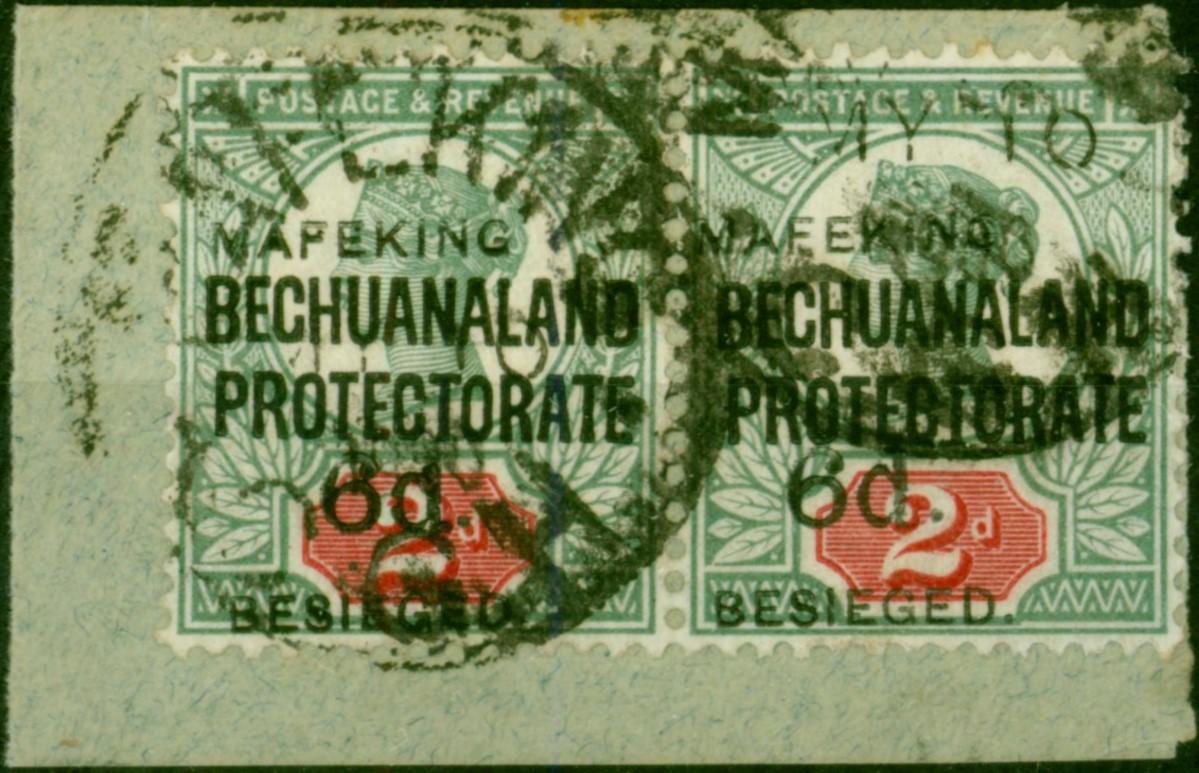 POSTAGE & REVENUE
MAFEKING
BECHUANALAND
PROTECTORATE
6d.
2d
BESIEGED.
POSTAGE & REVENUE
MY 10
MAFEKING
BECHUANALAND
PROTECTORATE
6d.
2d
BESIEGED.